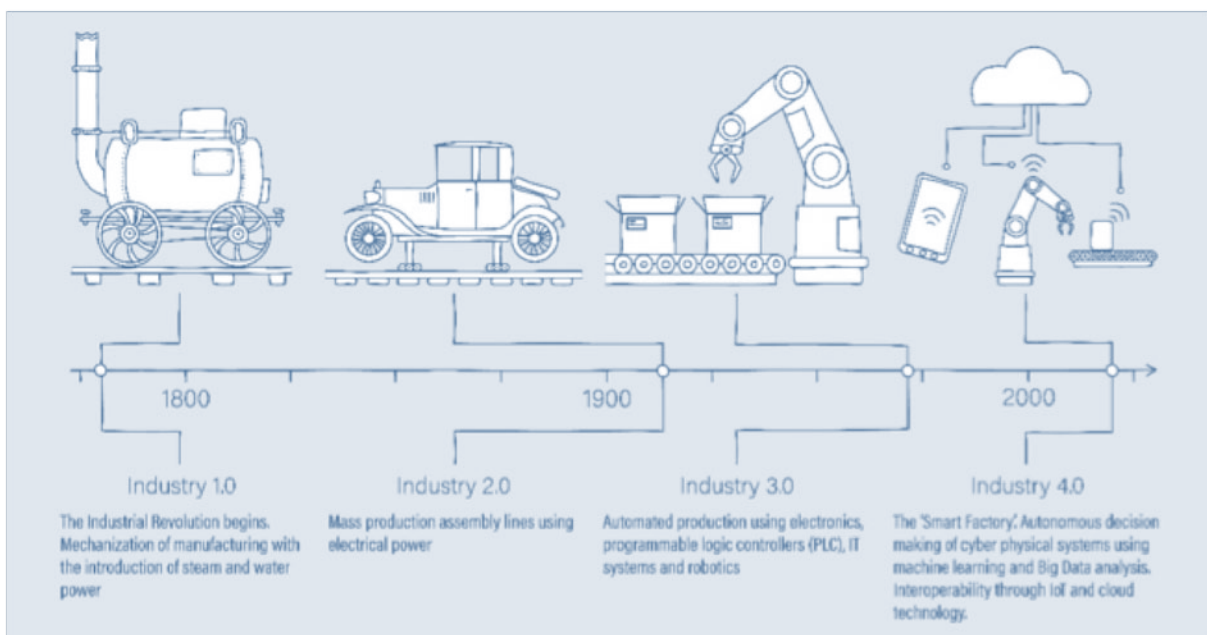 1800
1900
2000
Industry 1.0
The Industrial Revolution begins.
Mechanization of manufacturing with
the introduction of steam and water
power
Industry 2.0
Mass production assembly lines using
electrical power
Industry 3.0
Automated production using electronics,
programmable logic controllers (PLC), IT
systems and robotics
Industry 4.0
The 'Smart Factory'. Autonomous decision
making of cyber physical systems using
machine learning and Big Data analysis.
Interoperability through IoT and cloud
technology.